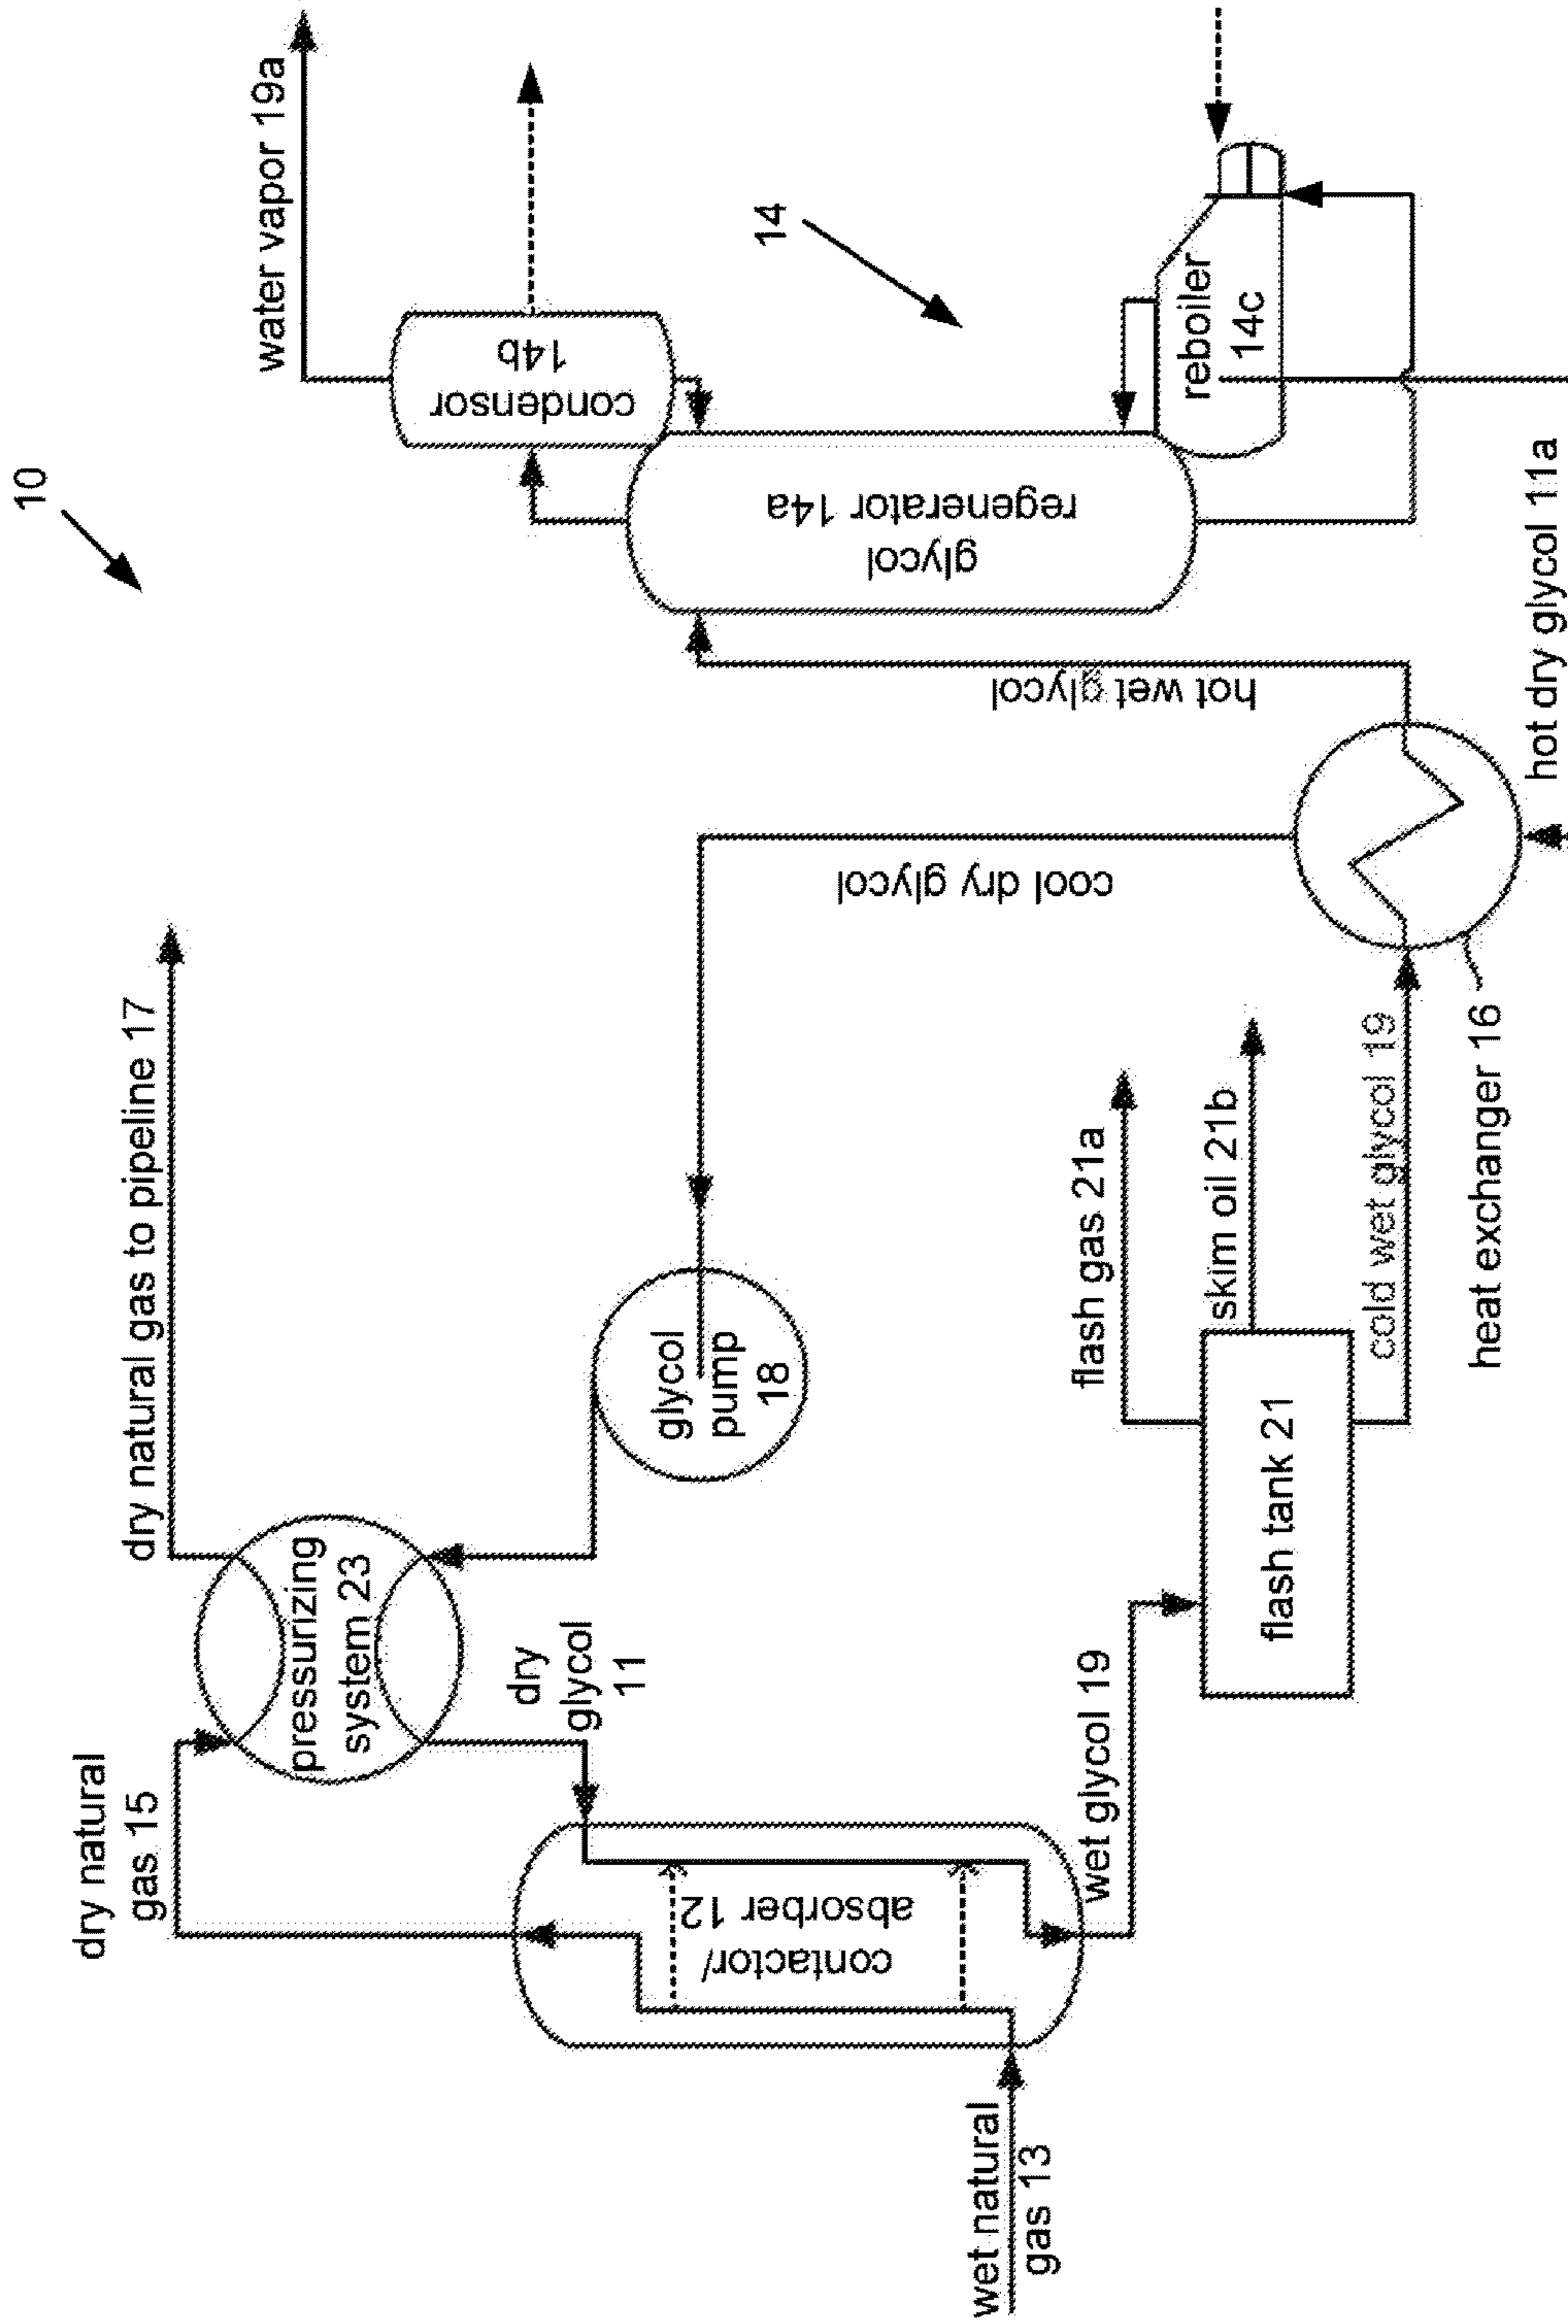 10
water vapor 19a
dry natural gas to pipeline 17
condensor
14b
14
dry natural
gas 15
pressurizing
system 23
glycol
regenerator 14a
reboiler
14c
dry
glycol
11
glycol
pump
18
cool dry glycol
hot wet glycol
contactor/
absorber 12
flash gas 21a
skim oil 21b
wet natural
gas 13
wet glycol 19
flash tank 21
cold wet glycol 19
heat exchanger 16
hot dry glycol 11a